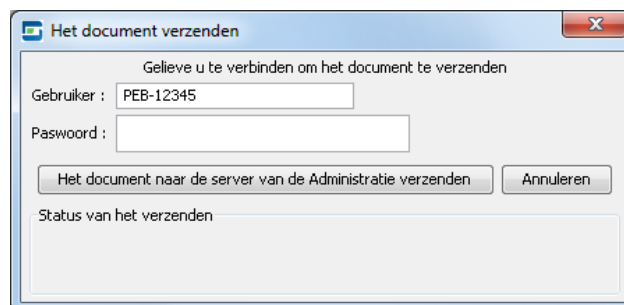 Het document verzenden
Gelieve u te verbinden om het document te verzenden
Gebruiker : PEB-12345
Paswoord :
Het document naar de server van de Administratie verzenden Annuleren
Status van het verzenden